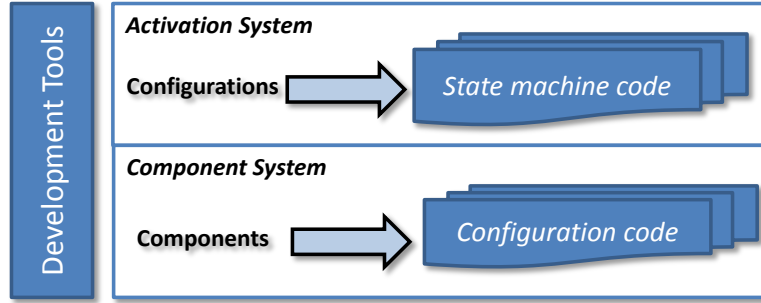 Development Tools
Activation System
Configurations
State machine code
Component System
Components
Configuration code